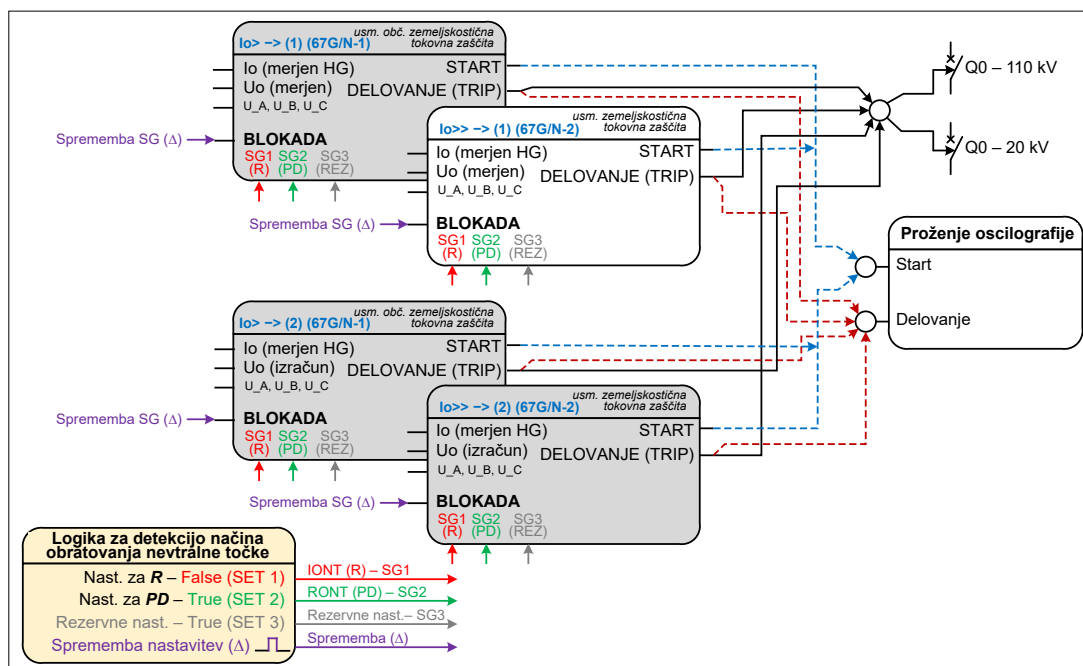 usm. obč. zemeljskostična
tokovna zaščita
Io> −> (1) (67G/N-1)
Io (merjen HG)
START
Uo (merjen)
DELOVANJE (TRIP)
U_A, U_B, U_C
Sprememba SG (Δ)
BLOKADA
SG1 SG2 SG3
(R) (PD) (REZ)
usm. zemeljskostična
tokovna zaščita
Io>> −> (1) (67G/N-2)
Io (merjen HG)
START
Uo (merjen)
DELOVANJE (TRIP)
U_A, U_B, U_C
Sprememba SG (Δ)
BLOKADA
SG1 SG2 SG3
(R) (PD) (REZ)
Q0 – 110 kV
Q0 – 20 kV
Proženje oscilografije
Start
Delovanje
usm. obč. zemeljskostična
tokovna zaščita
Io> −> (2) (67G/N-1)
Io (merjen HG)
START
Uo (izračun)
DELOVANJE (TRIP)
U_A, U_B, U_C
Sprememba SG (Δ)
BLOKADA
SG1 SG2 SG3
(R) (PD) (REZ)
usm. zemeljskostična
tokovna zaščita
Io>> −> (2) (67G/N-2)
Io (merjen HG)
START
Uo (izračun)
DELOVANJE (TRIP)
U_A, U_B, U_C
Sprememba SG (Δ)
BLOKADA
SG1 SG2 SG3
(R) (PD) (REZ)
Logika za detekcijo načina
obratovanja nevtralne točke
Nast. za R – False (SET 1)
Nast. za PD – True (SET 2)
Rezervne nast. – True (SET 3)
Sprememba nastavitev (Δ)
IONT (R) – SG1
RONT (PD) – SG2
Rezervne nast.– SG3
Sprememba (Δ)